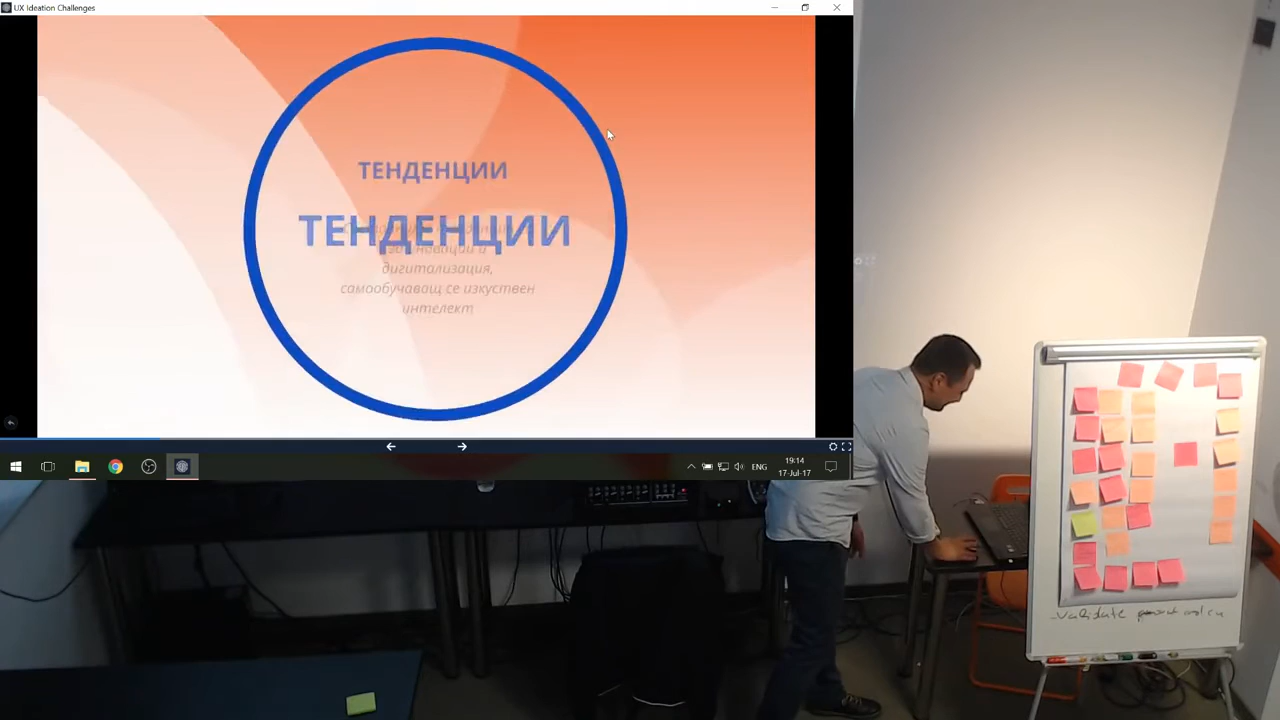 UX Ideation Challenges
ТЕНДЕНЦИИ
ТЕНДЕНЦИИ
дигитализация,
самообучаващ се изкуствен
интелект
ENG
19:14
17-Jul-17
validate